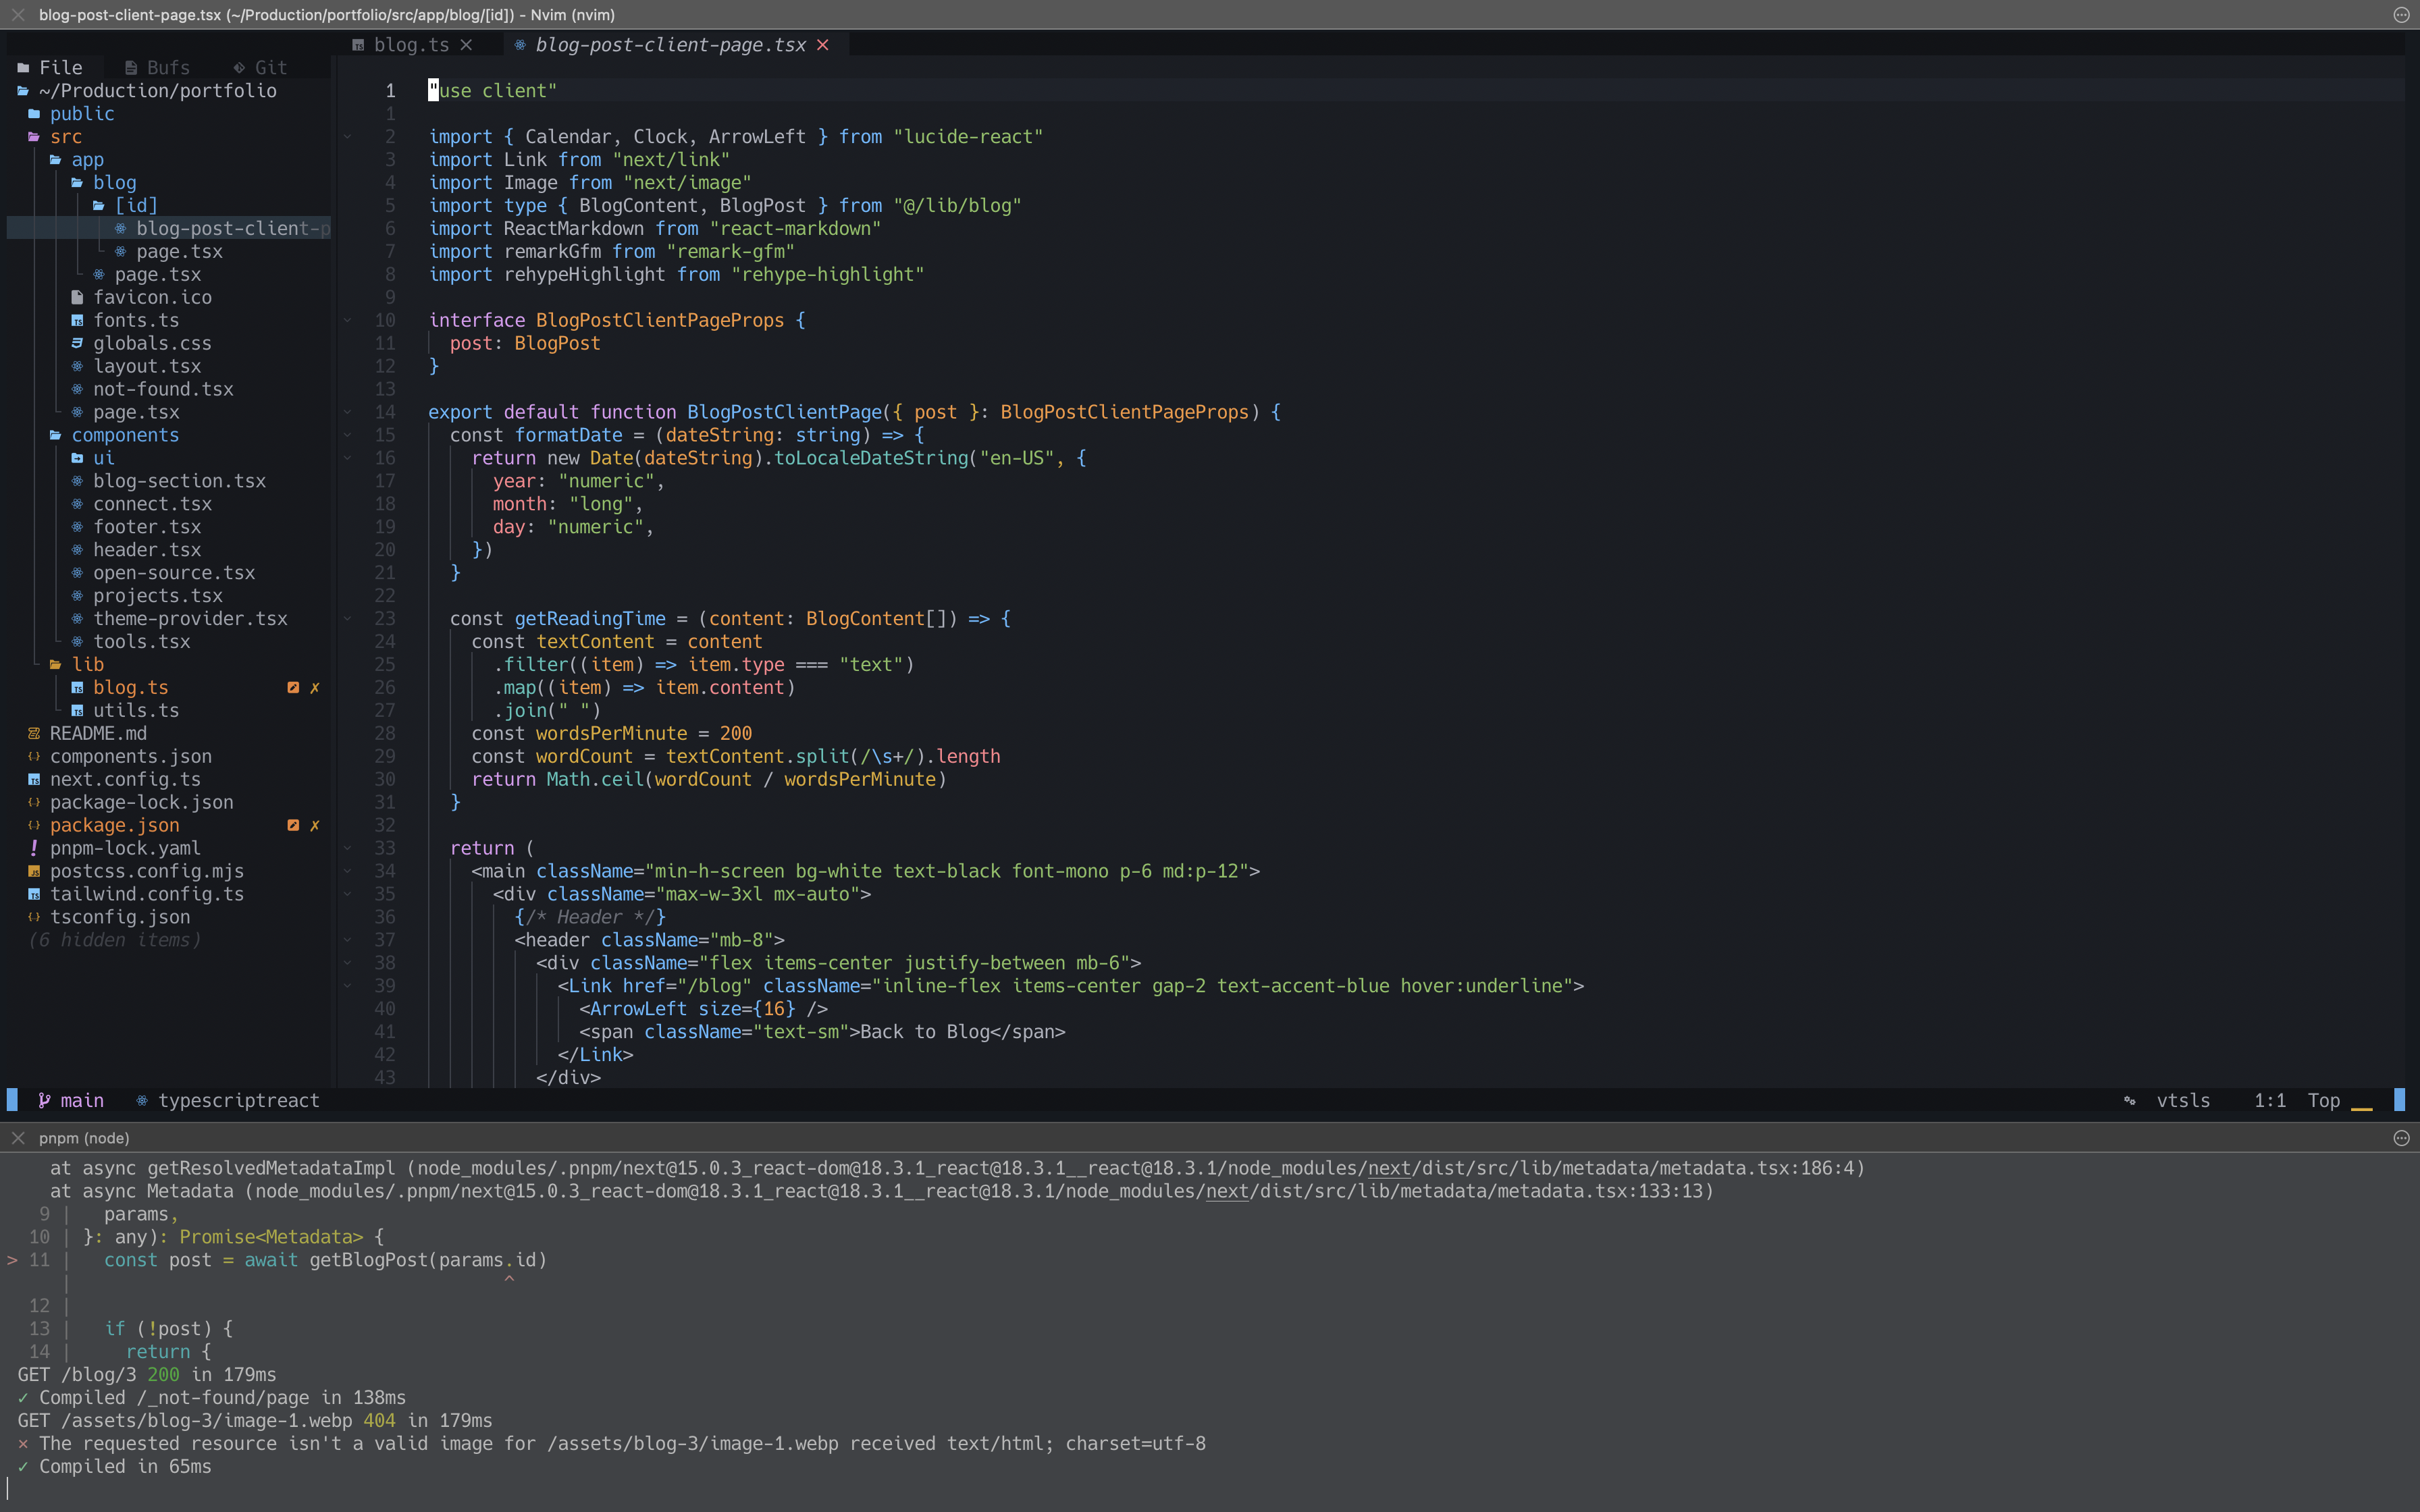 blog-post-client-page.tsx (~/Production/portfolio/src/app/blog/[id]) - Nvim (nvim)
blog.ts
blog-post-client-page.tsx
File Bufs Git
~/Production/portfolio
public
src
app
blog
[id]
blog-post-client-p
page.tsx
page.tsx
favicon.ico
fonts.ts
globals.css
layout.tsx
not-found.tsx
page.tsx
components
ui
blog-section.tsx
connect.tsx
footer.tsx
header.tsx
open-source.tsx
projects.tsx
theme-provider.tsx
tools.tsx
lib
blog.ts
utils.ts
README.md
components.json
next.config.ts
package-lock.json
package.json
pnpm-lock.yaml
postcss.config.mjs
tailwind.config.ts
tsconfig.json
(6 hidden items)
1 "use client"
1
2 import { Calendar, Clock, ArrowLeft } from "lucide-react"
3 import Link from "next/link"
4 import Image from "next/image"
5 import type { BlogContent, BlogPost } from "@/lib/blog"
6 import ReactMarkdown from "react-markdown"
7 import remarkGfm from "remark-gfm"
8 import rehypeHighlight from "rehype-highlight"
9
10 interface BlogPostClientPageProps {
11 post: BlogPost
12 }
13
14 export default function BlogPostClientPage({ post }: BlogPostClientPageProps) {
15 const formatDate = (dateString: string) => {
16 return new Date(dateString).toLocaleDateString("en-US", {
17 year: "numeric",
18 month: "long",
19 day: "numeric",
20 })
21 }
22
23 const getReadingTime = (content: BlogContent[]) => {
24 const textContent = content
25 .filter((item) => item.type === "text")
26 .map((item) => item.content)
27 .join(" ")
28 const wordsPerMinute = 200
29 const wordCount = textContent.split(/\s+/).length
30 return Math.ceil(wordCount / wordsPerMinute)
31 }
32
33 return (
34 <main className="min-h-screen bg-white text-black font-mono p-6 md:p-12">
35 <div className="max-w-3xl mx-auto">
36 {/* Header */}
37 <header className="mb-8">
38 <div className="flex items-center justify-between mb-6">
39 <Link href="/blog" className="inline-flex items-center gap-2 text-accent-blue hover:underline">
40 <ArrowLeft size={16} />
41 <span className="text-sm">Back to Blog</span>
42 </Link>
43 </div>
main typescriptreact vtsls 1:1 Top
pnpm (node)
at async getResolvedMetadataImpl (node_modules/.pnpm/next@15.0.3_react-dom@18.3.1_react@18.3.1__react@18.3.1/node_modules/next/dist/src/lib/metadata/metadata.tsx:186:4)
at async Metadata (node_modules/.pnpm/next@15.0.3_react-dom@18.3.1_react@18.3.1__react@18.3.1/node_modules/next/dist/src/lib/metadata/metadata.tsx:133:13)
9 | params,
10 | }: any): Promise<Metadata> {
> 11 | const post = await getBlogPost(params.id)
| ^
12 |
13 | if (!post) {
14 | return {
GET /blog/3 200 in 179ms
✓ Compiled /_not-found/page in 138ms
GET /assets/blog-3/image-1.webp 404 in 179ms
⨯ The requested resource isn't a valid image for /assets/blog-3/image-1.webp received text/html; charset=utf-8
✓ Compiled in 65ms